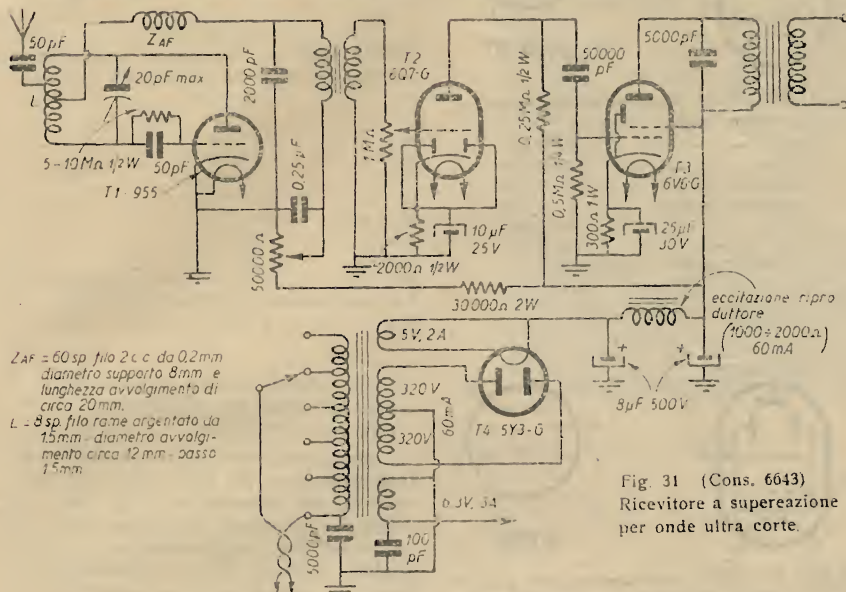 50pF
Z AF
L
20pF max
5-10MΩ 1/2W
50pF
T1 955
2000pF
0,25µF
50000Ω
T2
6Q7-G
1MΩ
2000Ω 1/2W
10µF
25V
0,25MΩ 1/2W
50000
pF
0,5MΩ 1/4W
300Ω 1W
5000pF
T3
6V6-G
25µF
30V
30000Ω 2W
eccitazione ripro
duttore
(1000÷2000Ω)
60mA
8µF 500V
5V, 2A
320V
320V
60mA
T4 5Y3-G
6,3V, 3A
5000pF
100
pF
Z AF = 60 sp. filo 2 c.c. da 0,2mm
diametro supporto 8mm e
lunghezza avvolgimento di
circa 20mm.
L = 8 sp. filo rame argentato da
1,5mm - diametro avvolgi-
mento circa 12mm - passo
1,5mm
Fig. 31 (Cons. 6643)
Ricevitore a supereazione
per onde ultra corte.